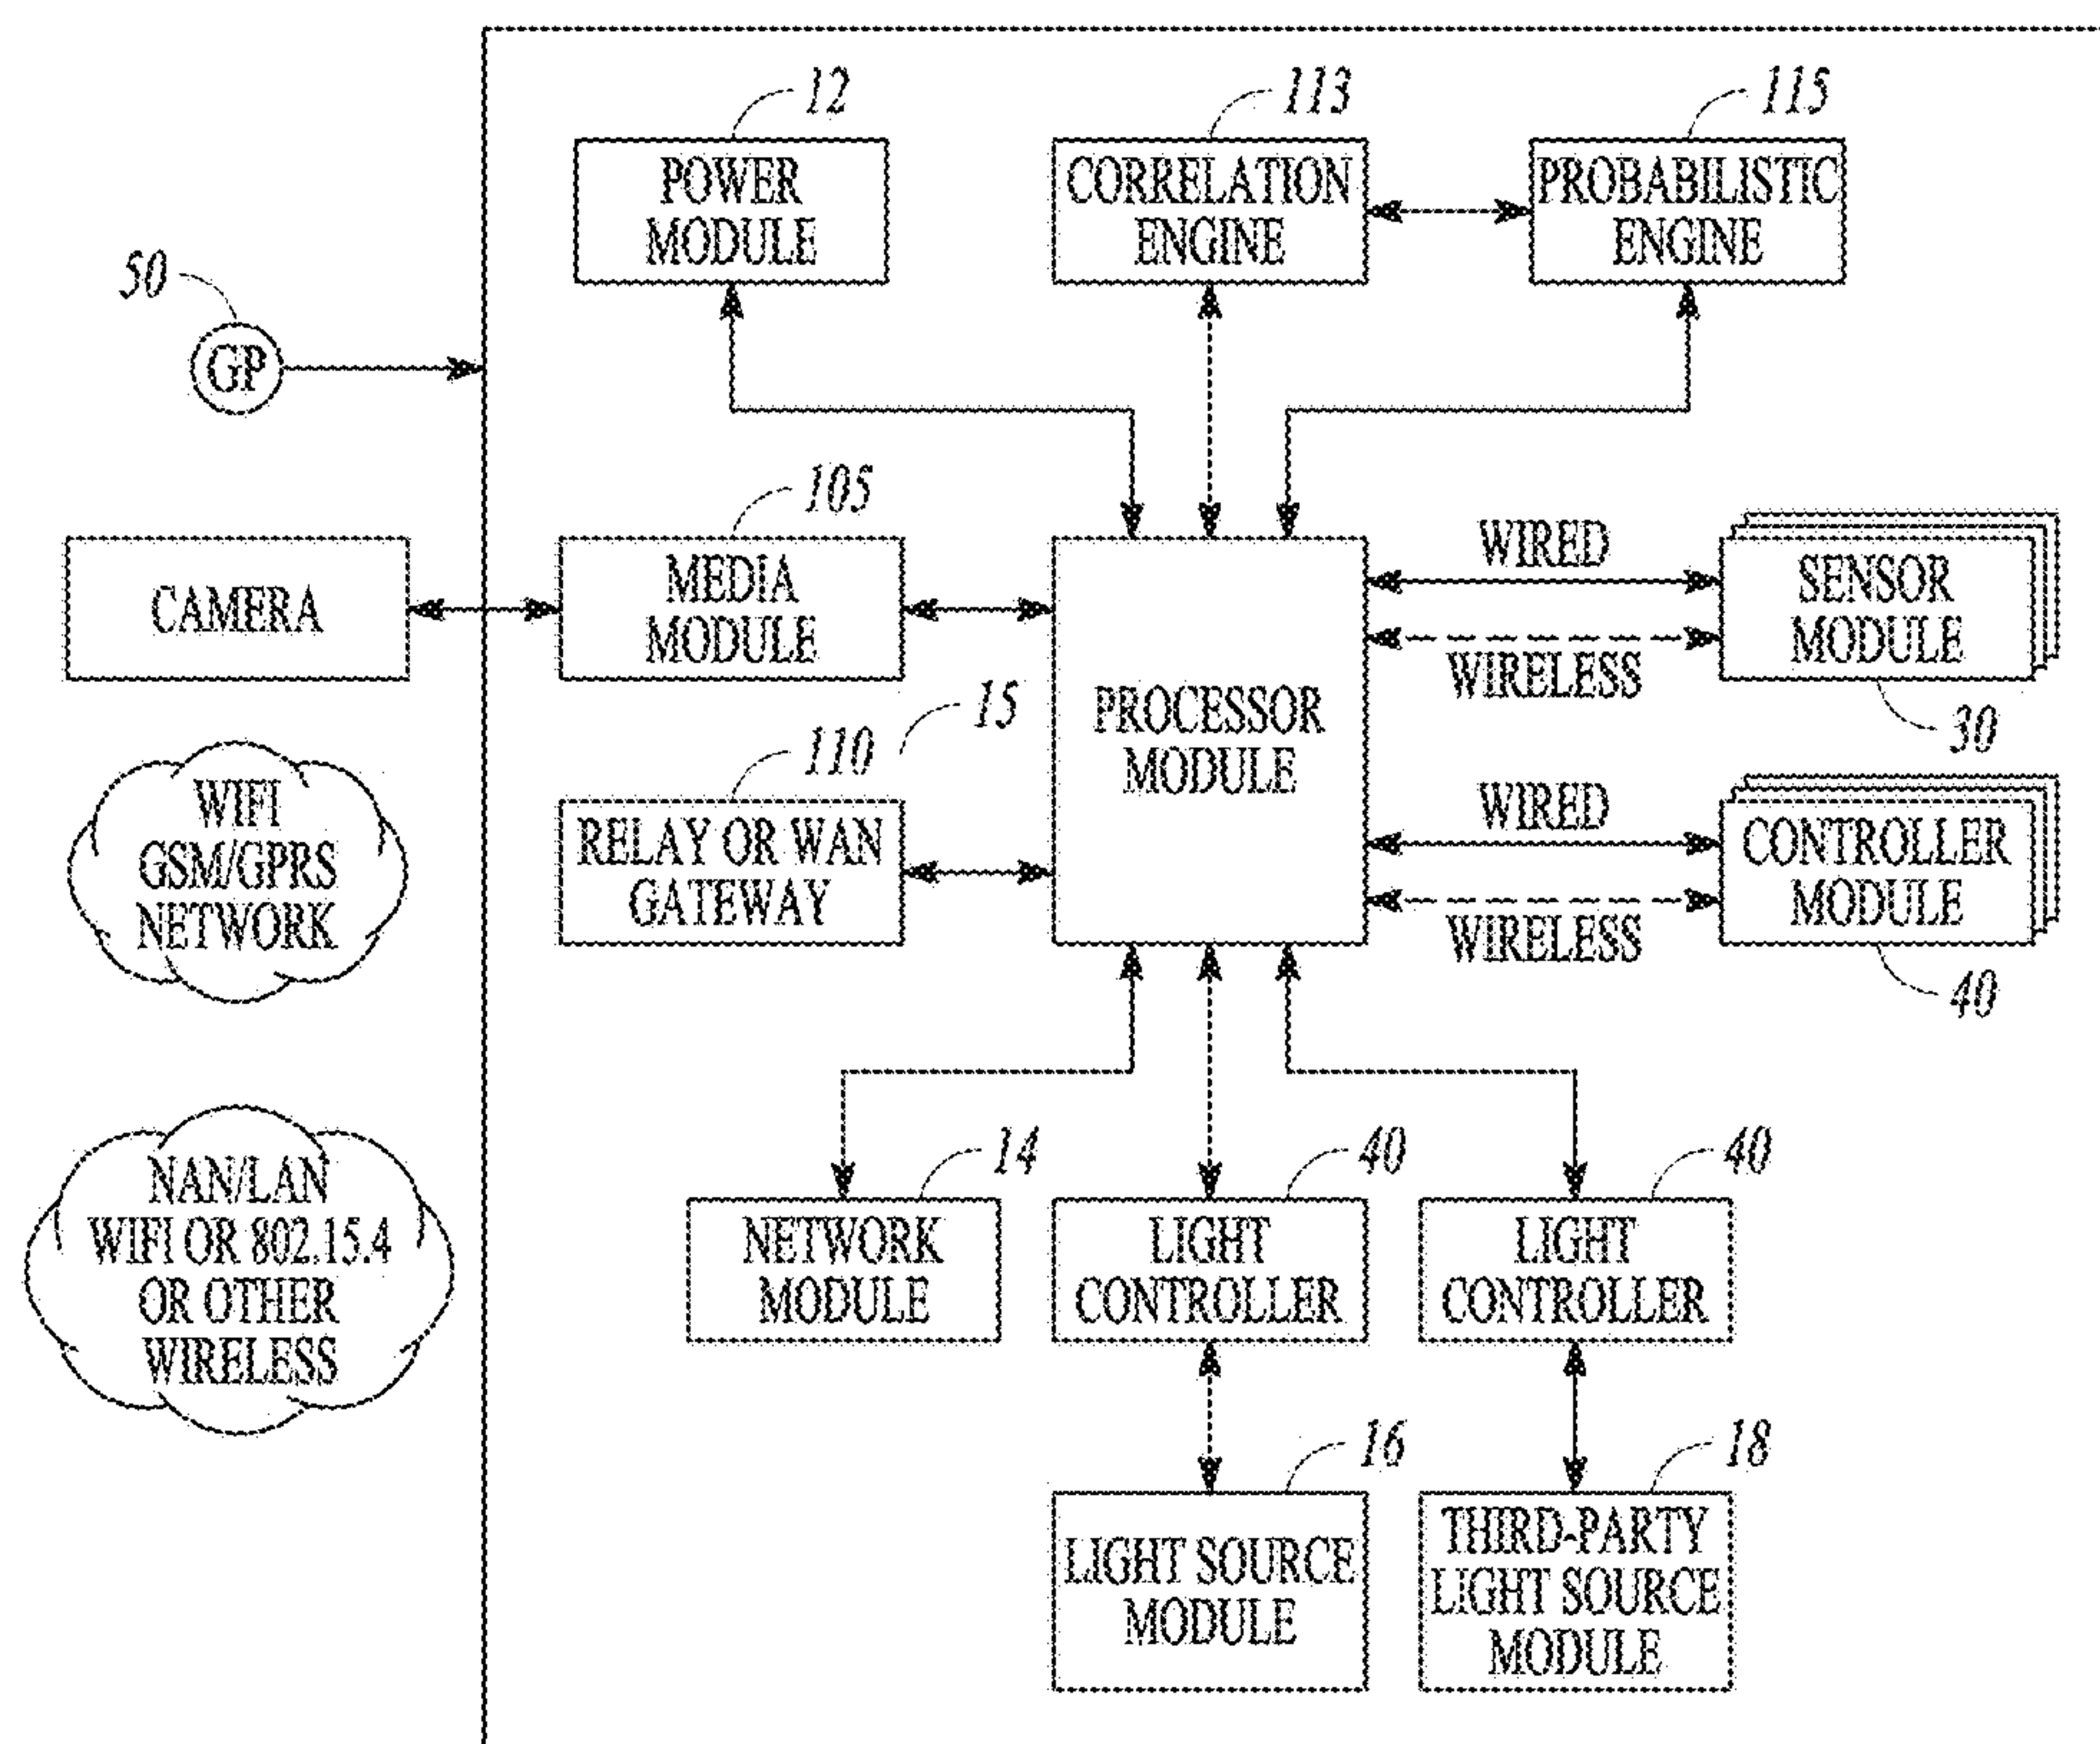 12
113
115
POWER
MODULE
CORRELATION
ENGINE
PROBABILISTIC
ENGINE
50
GP
105
CAMERA
MEDIA
MODULE
WIRED
SENSOR
MODULE
WIRELESS
30
15
PROCESSOR
MODULE
110
WIFI
GSM/GPRS
NETWORK
RELAY OR WAN
GATEWAY
WIRED
CONTROLLER
MODULE
WIRELESS
40
NAN/LAN
WIFI OR 802.15.4
OR OTHER
WIRELESS
14
40
40
NETWORK
MODULE
LIGHT
CONTROLLER
LIGHT
CONTROLLER
16
18
LIGHT SOURCE
MODULE
THIRD-PARTY
LIGHT SOURCE
MODULE